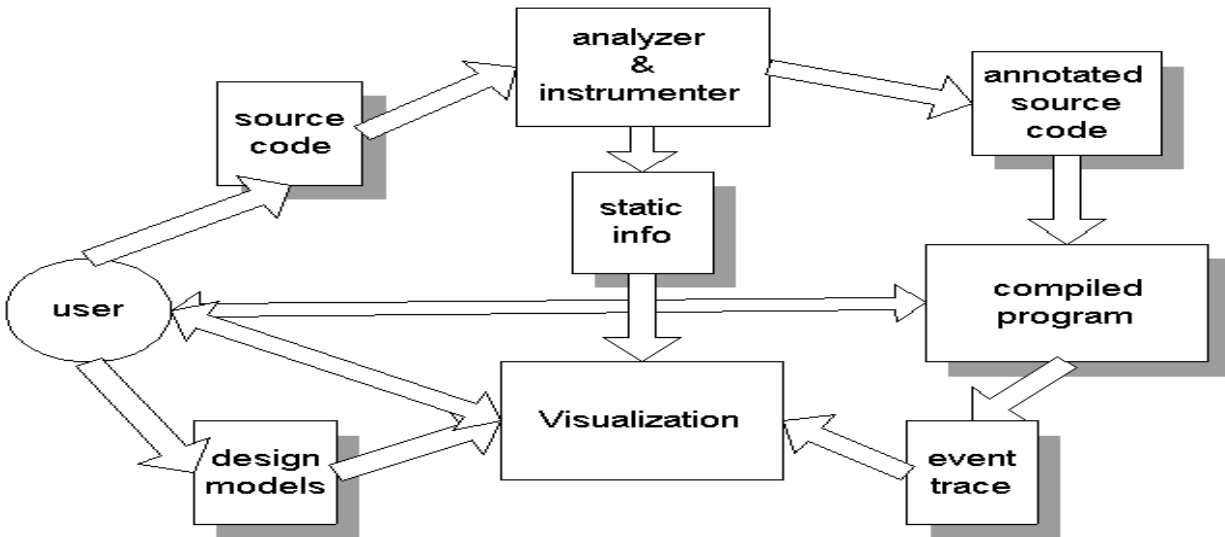 analyzer
&
instrumenter
annotated
source
code
source
code
static
info
user
compiled
program
Visualization
design
models
event
trace